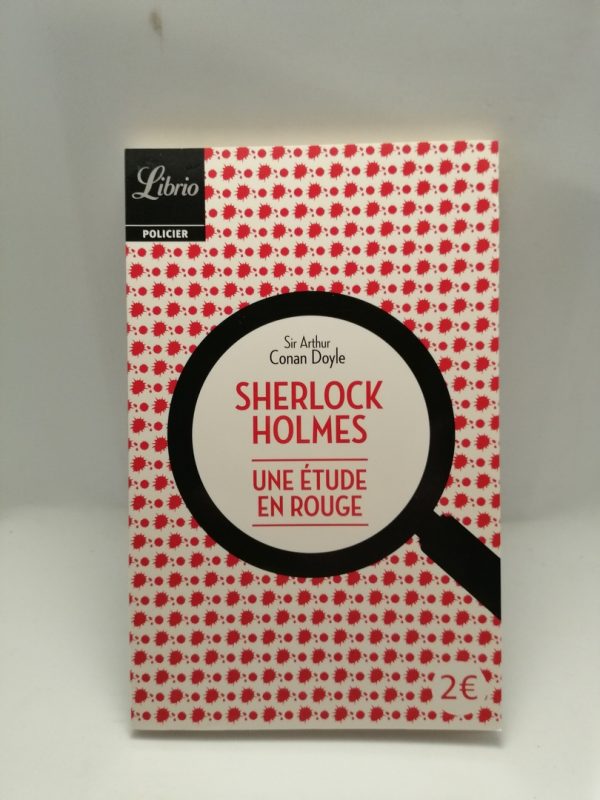 Librio
POLICIER
Sir Arthur
Conan Doyle
SHERLOCK
HOLMES
UNE ÉTUDE
EN ROUGE
2€